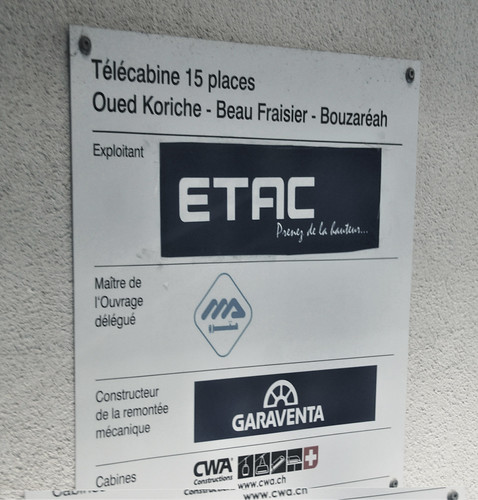 Télécabine 15 places
Oued Koriche - Beau Fraisier - Bouzaréah
Exploitant
ETAC
Prenez de la hauteur...
Maître de
l'Ouvrage
délégué
Constructeur
de la remontée
mécanique
GARAVENTA
Cabines
CWA
Constructions
www.cwa.ch